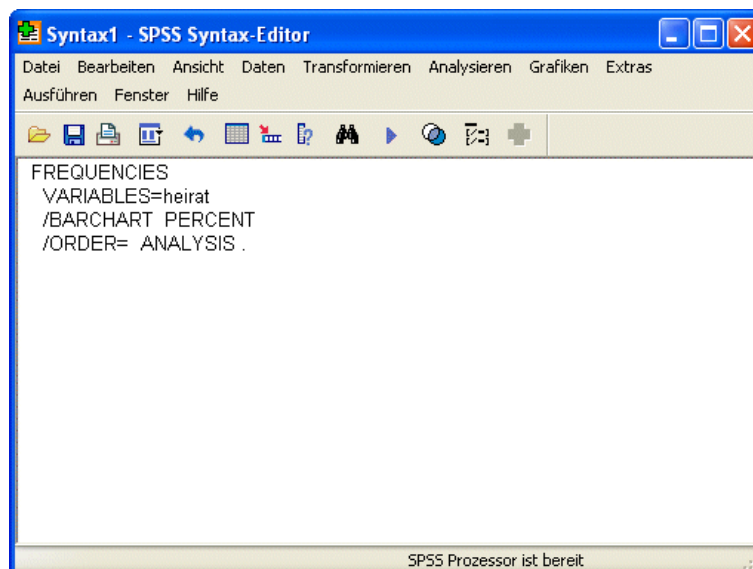 Syntax1 - SPSS Syntax-Editor
Datei Bearbeiten Ansicht Daten Transformieren Analysieren Grafiken Extras
Ausführen Fenster Hilfe
FREQUENCIES
VARIABLES=heirat
/BARCHART PERCENT
/ORDER= ANALYSIS .
SPSS Prozessor ist bereit